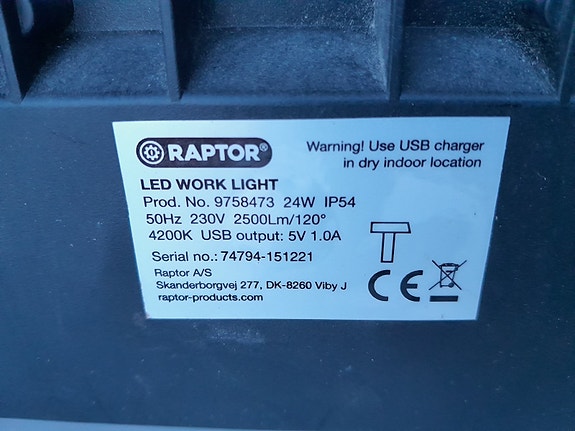 RAPTOR®
Warning! Use USB charger
in dry indoor location
LED WORK LIGHT
Prod. No. 9758473 24W IP54
50Hz 230V 2500Lm/120°
4200K USB output: 5V 1.0A
Serial no.: 74794-151221
Raptor A/S
Skanderborgvej 277, DK-8260 Viby J
raptor-products.com
CE